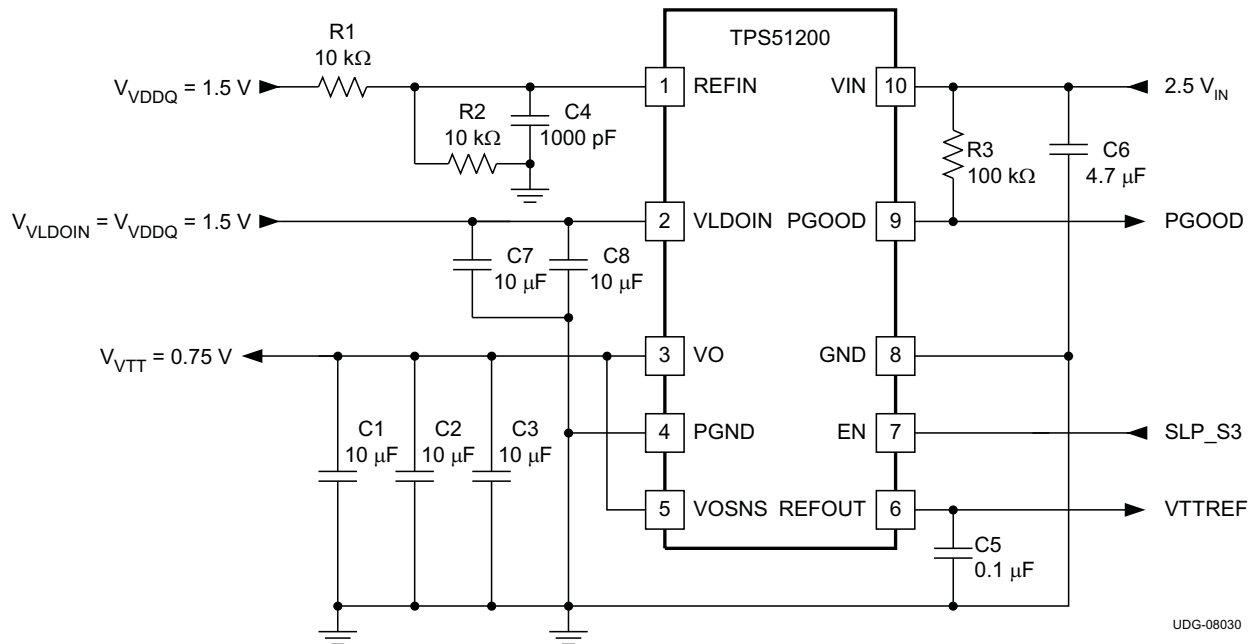 TPS51200
R1
10 kΩ
V_VDDQ = 1.5 V
1
REFIN
VIN
10
2.5 V_IN
R2
10 kΩ
C4
1000 pF
R3
100 kΩ
C6
4.7 µF
V_VLDOIN = V_VDDQ = 1.5 V
2
VLDOIN
PGOOD
9
PGOOD
C7
10 µF
C8
10 µF
V_VTT = 0.75 V
3
VO
GND
8
C1
10 µF
C2
10 µF
C3
10 µF
4
PGND
EN
7
SLP_S3
5
VOSNS
REFOUT
6
VTTREF
C5
0.1 µF
UDG-08030